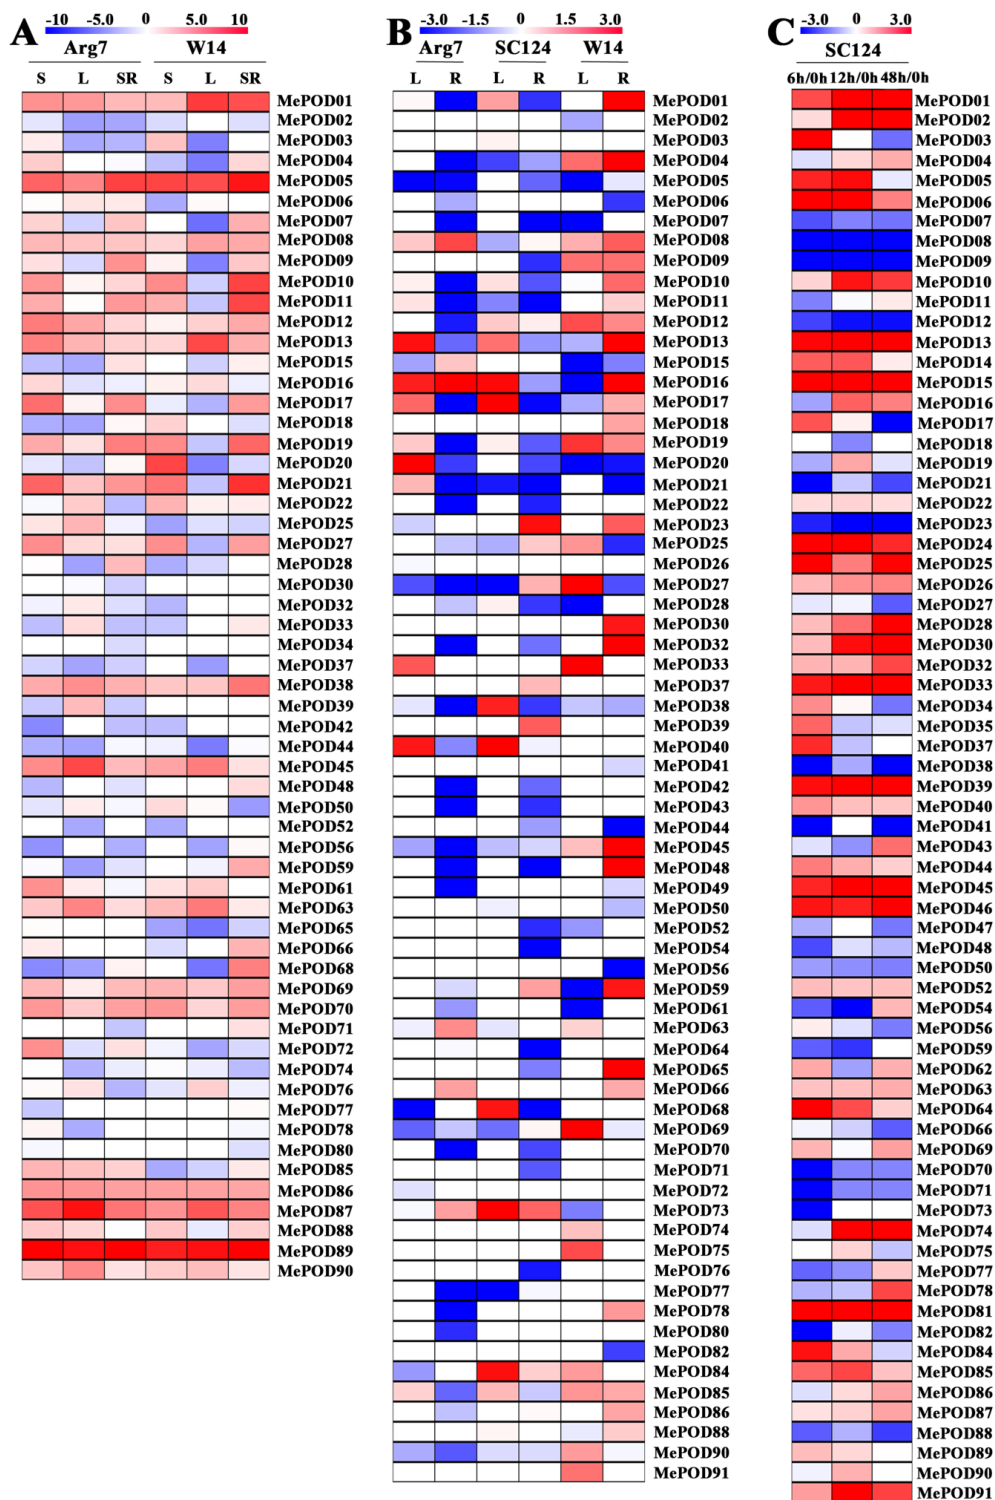 A
-10 -5.0 0 5.0 10
Arg7 W14
S L SR S L SR
MePOD01
MePOD02
MePOD03
MePOD04
MePOD05
MePOD06
MePOD07
MePOD08
MePOD09
MePOD10
MePOD11
MePOD12
MePOD13
MePOD15
MePOD16
MePOD17
MePOD18
MePOD19
MePOD20
MePOD21
MePOD22
MePOD25
MePOD27
MePOD28
MePOD30
MePOD32
MePOD33
MePOD34
MePOD37
MePOD38
MePOD39
MePOD42
MePOD44
MePOD45
MePOD48
MePOD50
MePOD52
MePOD56
MePOD59
MePOD61
MePOD63
MePOD65
MePOD66
MePOD68
MePOD69
MePOD70
MePOD71
MePOD72
MePOD74
MePOD76
MePOD77
MePOD78
MePOD80
MePOD85
MePOD86
MePOD87
MePOD88
MePOD89
MePOD90
B
-3.0 -1.5 0 1.5 3.0
Arg7 SC124 W14
L R L R L R
MePOD01
MePOD02
MePOD03
MePOD04
MePOD05
MePOD06
MePOD07
MePOD08
MePOD09
MePOD10
MePOD11
MePOD12
MePOD13
MePOD15
MePOD16
MePOD17
MePOD18
MePOD19
MePOD20
MePOD21
MePOD22
MePOD23
MePOD25
MePOD26
MePOD27
MePOD28
MePOD30
MePOD32
MePOD33
MePOD37
MePOD38
MePOD39
MePOD40
MePOD41
MePOD42
MePOD43
MePOD44
MePOD45
MePOD48
MePOD49
MePOD50
MePOD52
MePOD54
MePOD56
MePOD59
MePOD61
MePOD63
MePOD64
MePOD65
MePOD66
MePOD68
MePOD69
MePOD70
MePOD71
MePOD72
MePOD73
MePOD74
MePOD75
MePOD76
MePOD77
MePOD78
MePOD80
MePOD82
MePOD84
MePOD85
MePOD86
MePOD88
MePOD90
MePOD91
C
-3.0 0 3.0
SC124
6h/0h 12h/0h 48h/0h
MePOD01
MePOD02
MePOD03
MePOD04
MePOD05
MePOD06
MePOD07
MePOD08
MePOD09
MePOD10
MePOD11
MePOD12
MePOD13
MePOD14
MePOD15
MePOD16
MePOD17
MePOD18
MePOD19
MePOD21
MePOD22
MePOD23
MePOD24
MePOD25
MePOD26
MePOD27
MePOD28
MePOD30
MePOD32
MePOD33
MePOD34
MePOD35
MePOD37
MePOD38
MePOD39
MePOD40
MePOD41
MePOD43
MePOD44
MePOD45
MePOD46
MePOD47
MePOD48
MePOD50
MePOD52
MePOD54
MePOD56
MePOD59
MePOD62
MePOD63
MePOD64
MePOD66
MePOD69
MePOD70
MePOD71
MePOD73
MePOD74
MePOD75
MePOD77
MePOD78
MePOD81
MePOD82
MePOD84
MePOD85
MePOD86
MePOD87
MePOD88
MePOD89
MePOD90
MePOD91